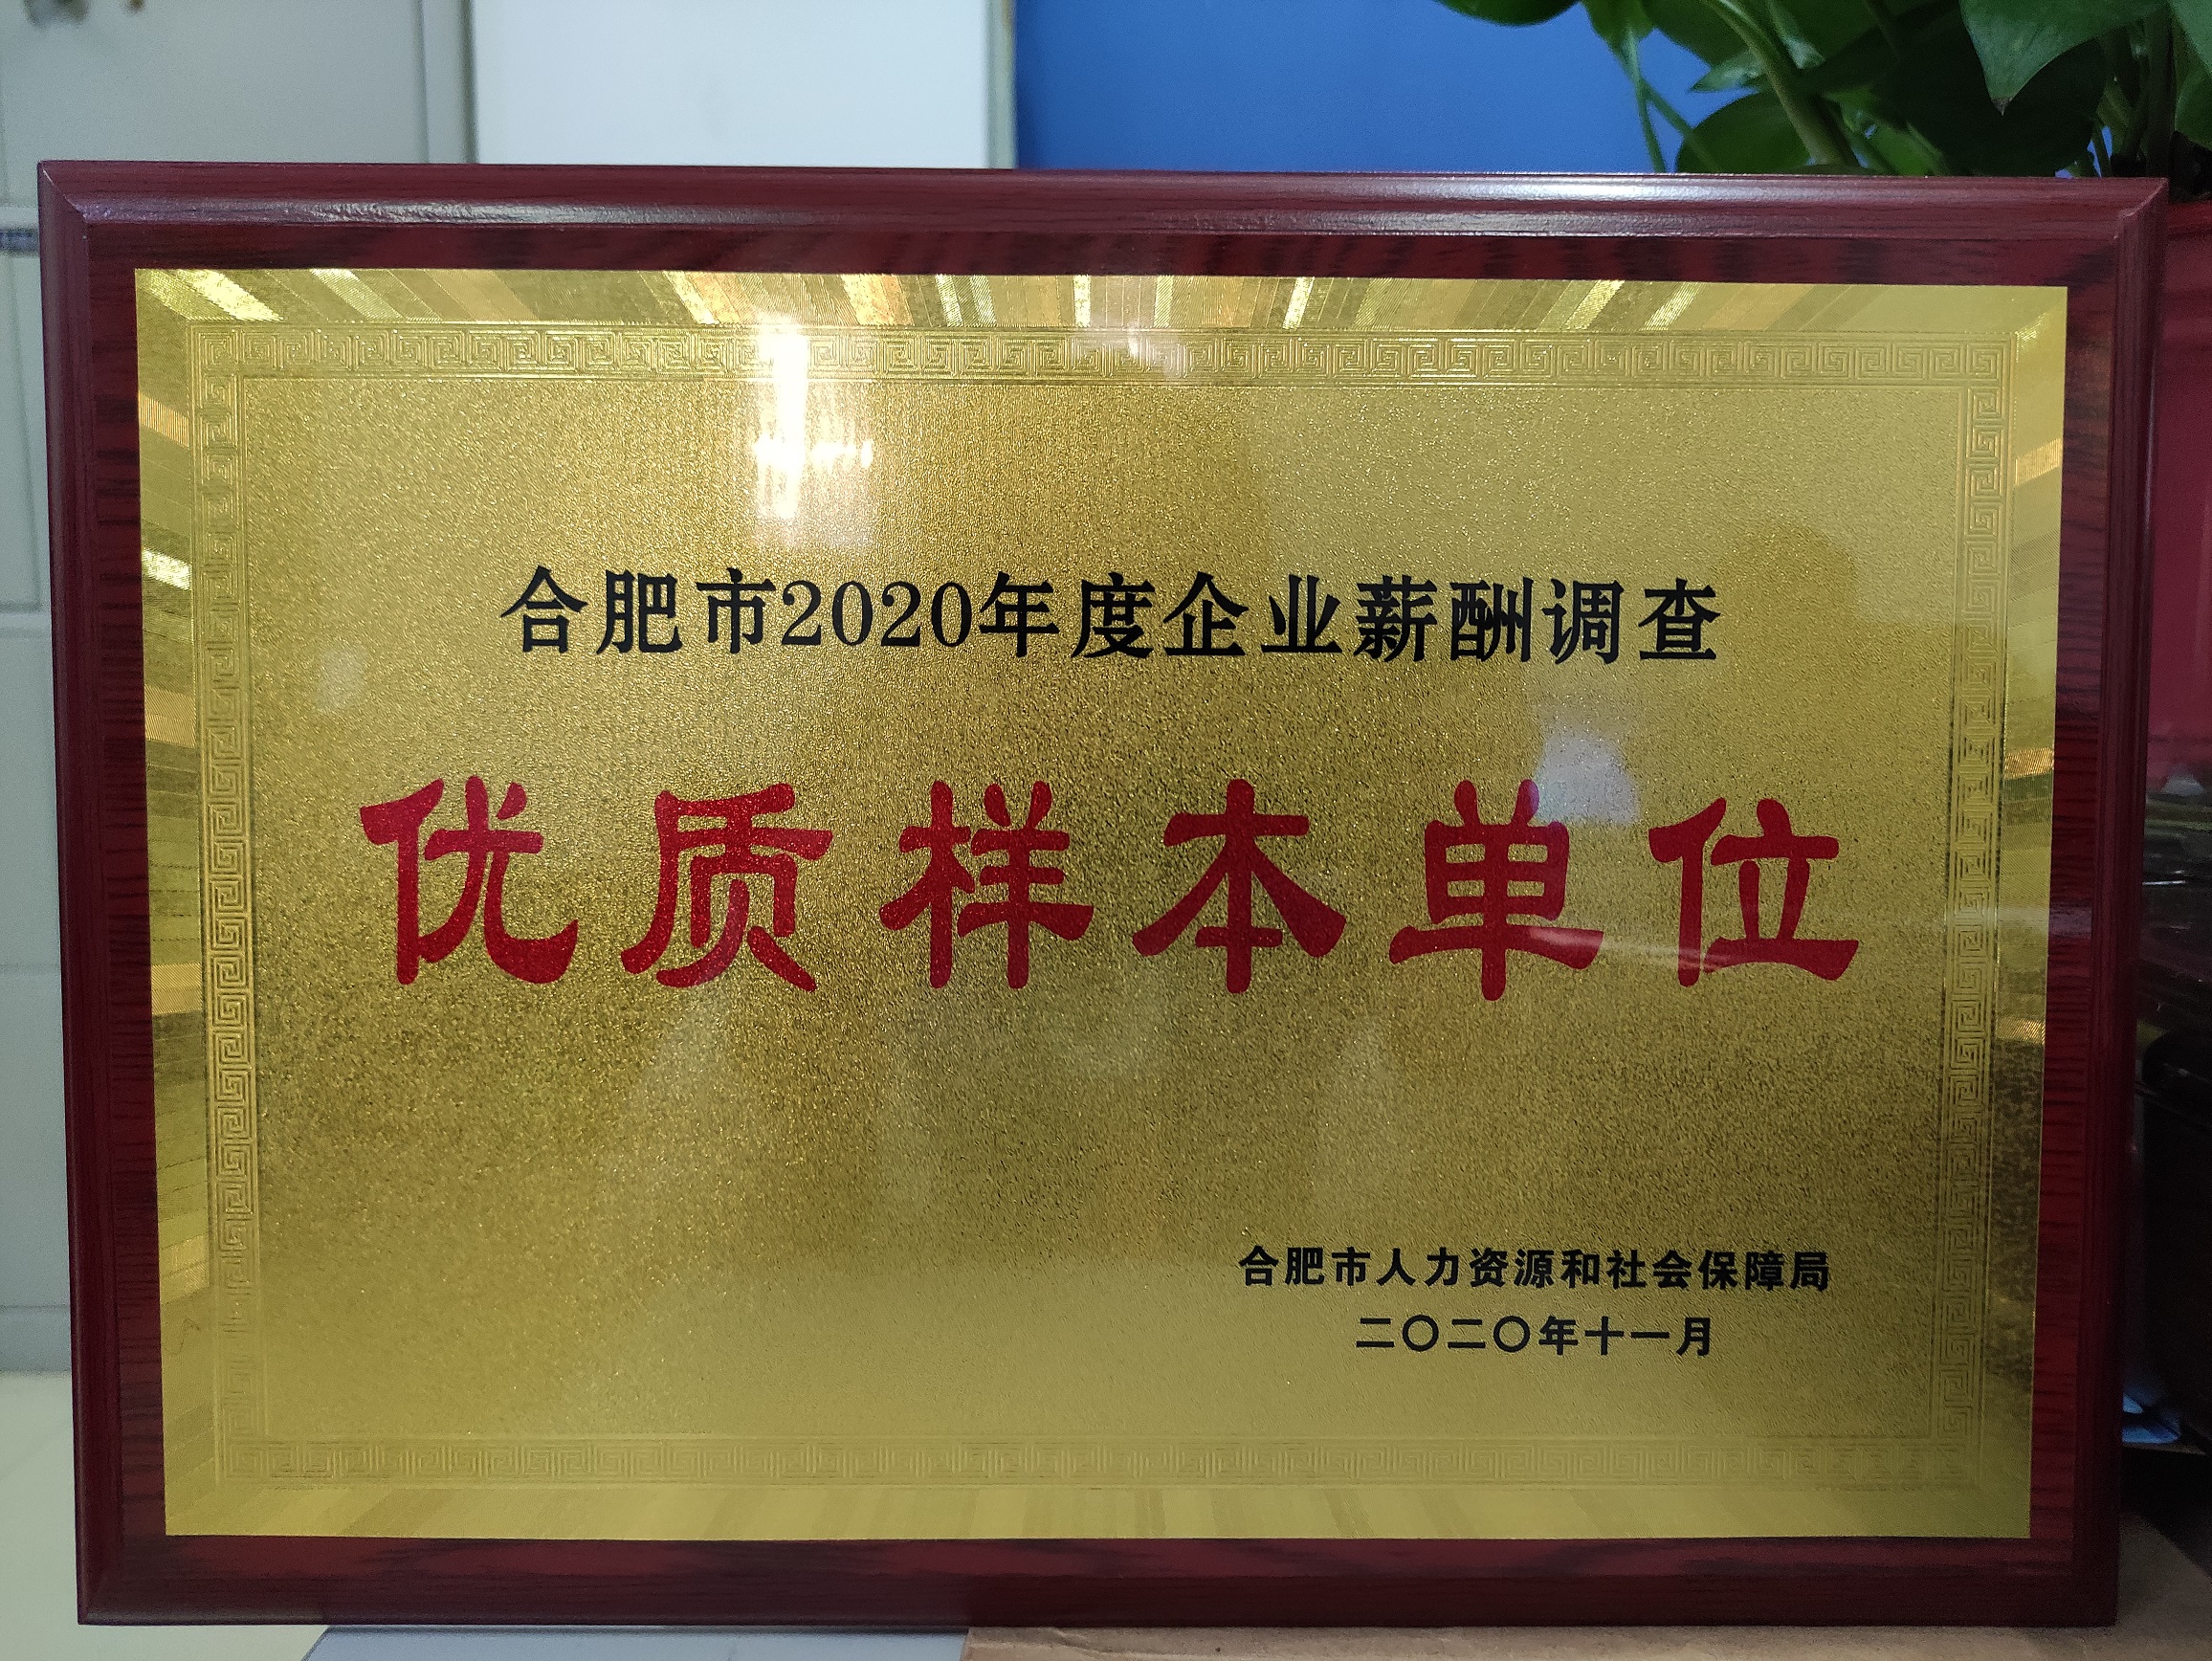 合肥市2020年度企业薪酬调查
优质样本单位
合肥市人力资源和社会保障局
二〇二〇年十一月